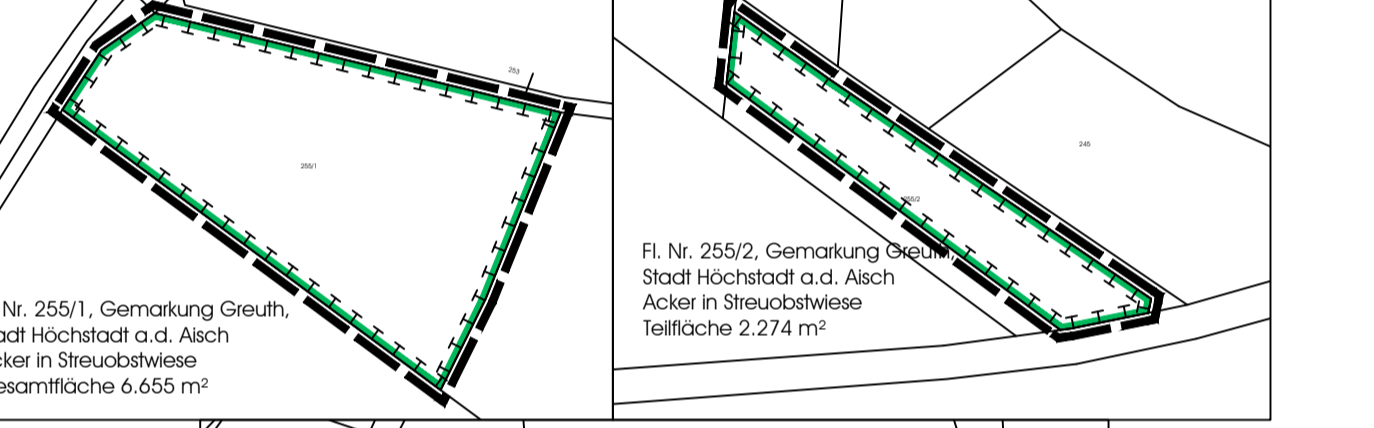 253
255/1
Nr. 255/1, Gemarkung Greuth,
adt Höchstadt a.d. Aisch
cker in Streuobstwiese
esamtfläche 6.655 m²
245
255/2
Fl. Nr. 255/2, Gemarkung Greuth,
Stadt Höchstadt a.d. Aisch
Acker in Streuobstwiese
Teilfläche 2.274 m²